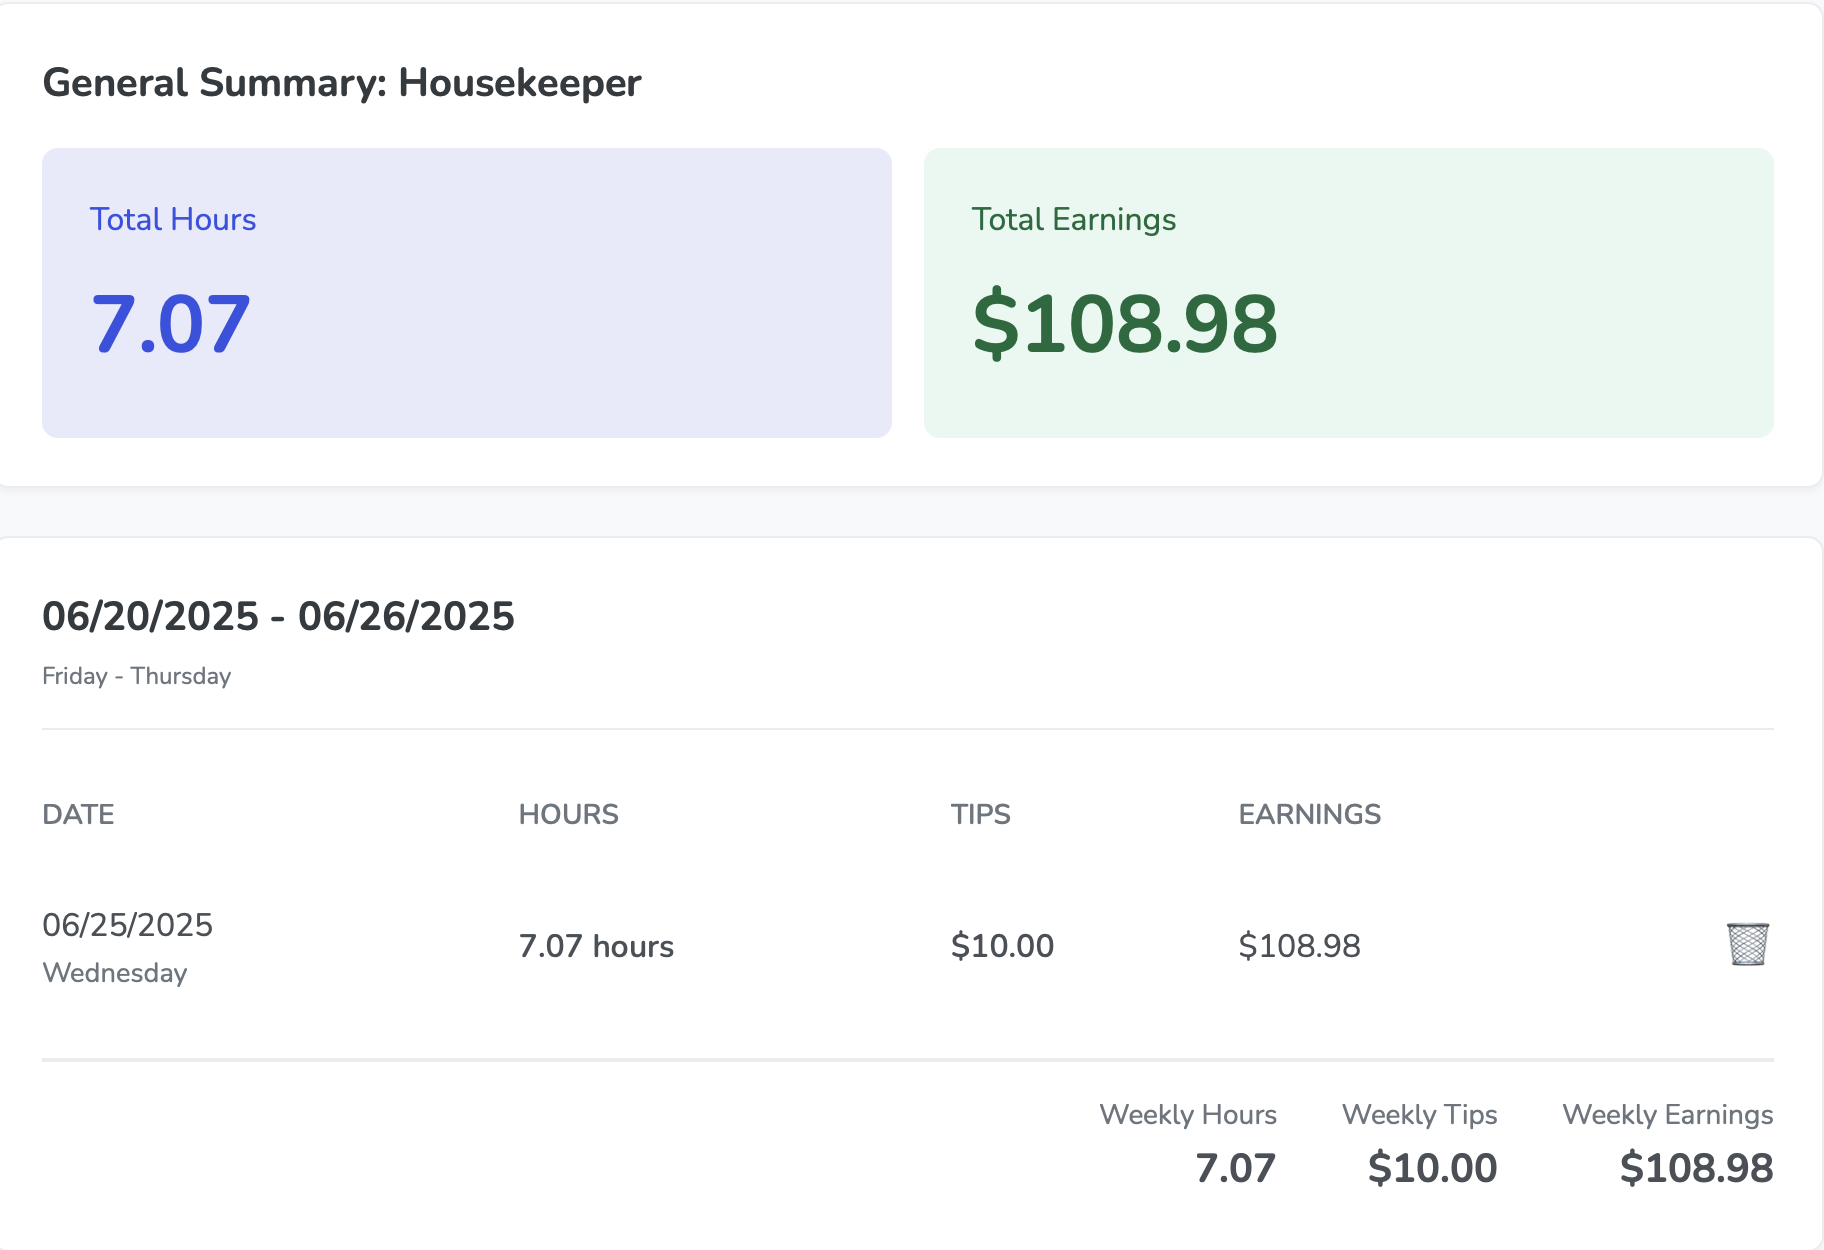 General Summary: Housekeeper
Total Hours
7.07
Total Earnings
$108.98
06/20/2025 - 06/26/2025
Friday - Thursday
DATE HOURS TIPS EARNINGS
06/25/2025
Wednesday
7.07 hours $10.00 $108.98
Weekly Hours Weekly Tips Weekly Earnings
7.07 $10.00 $108.98